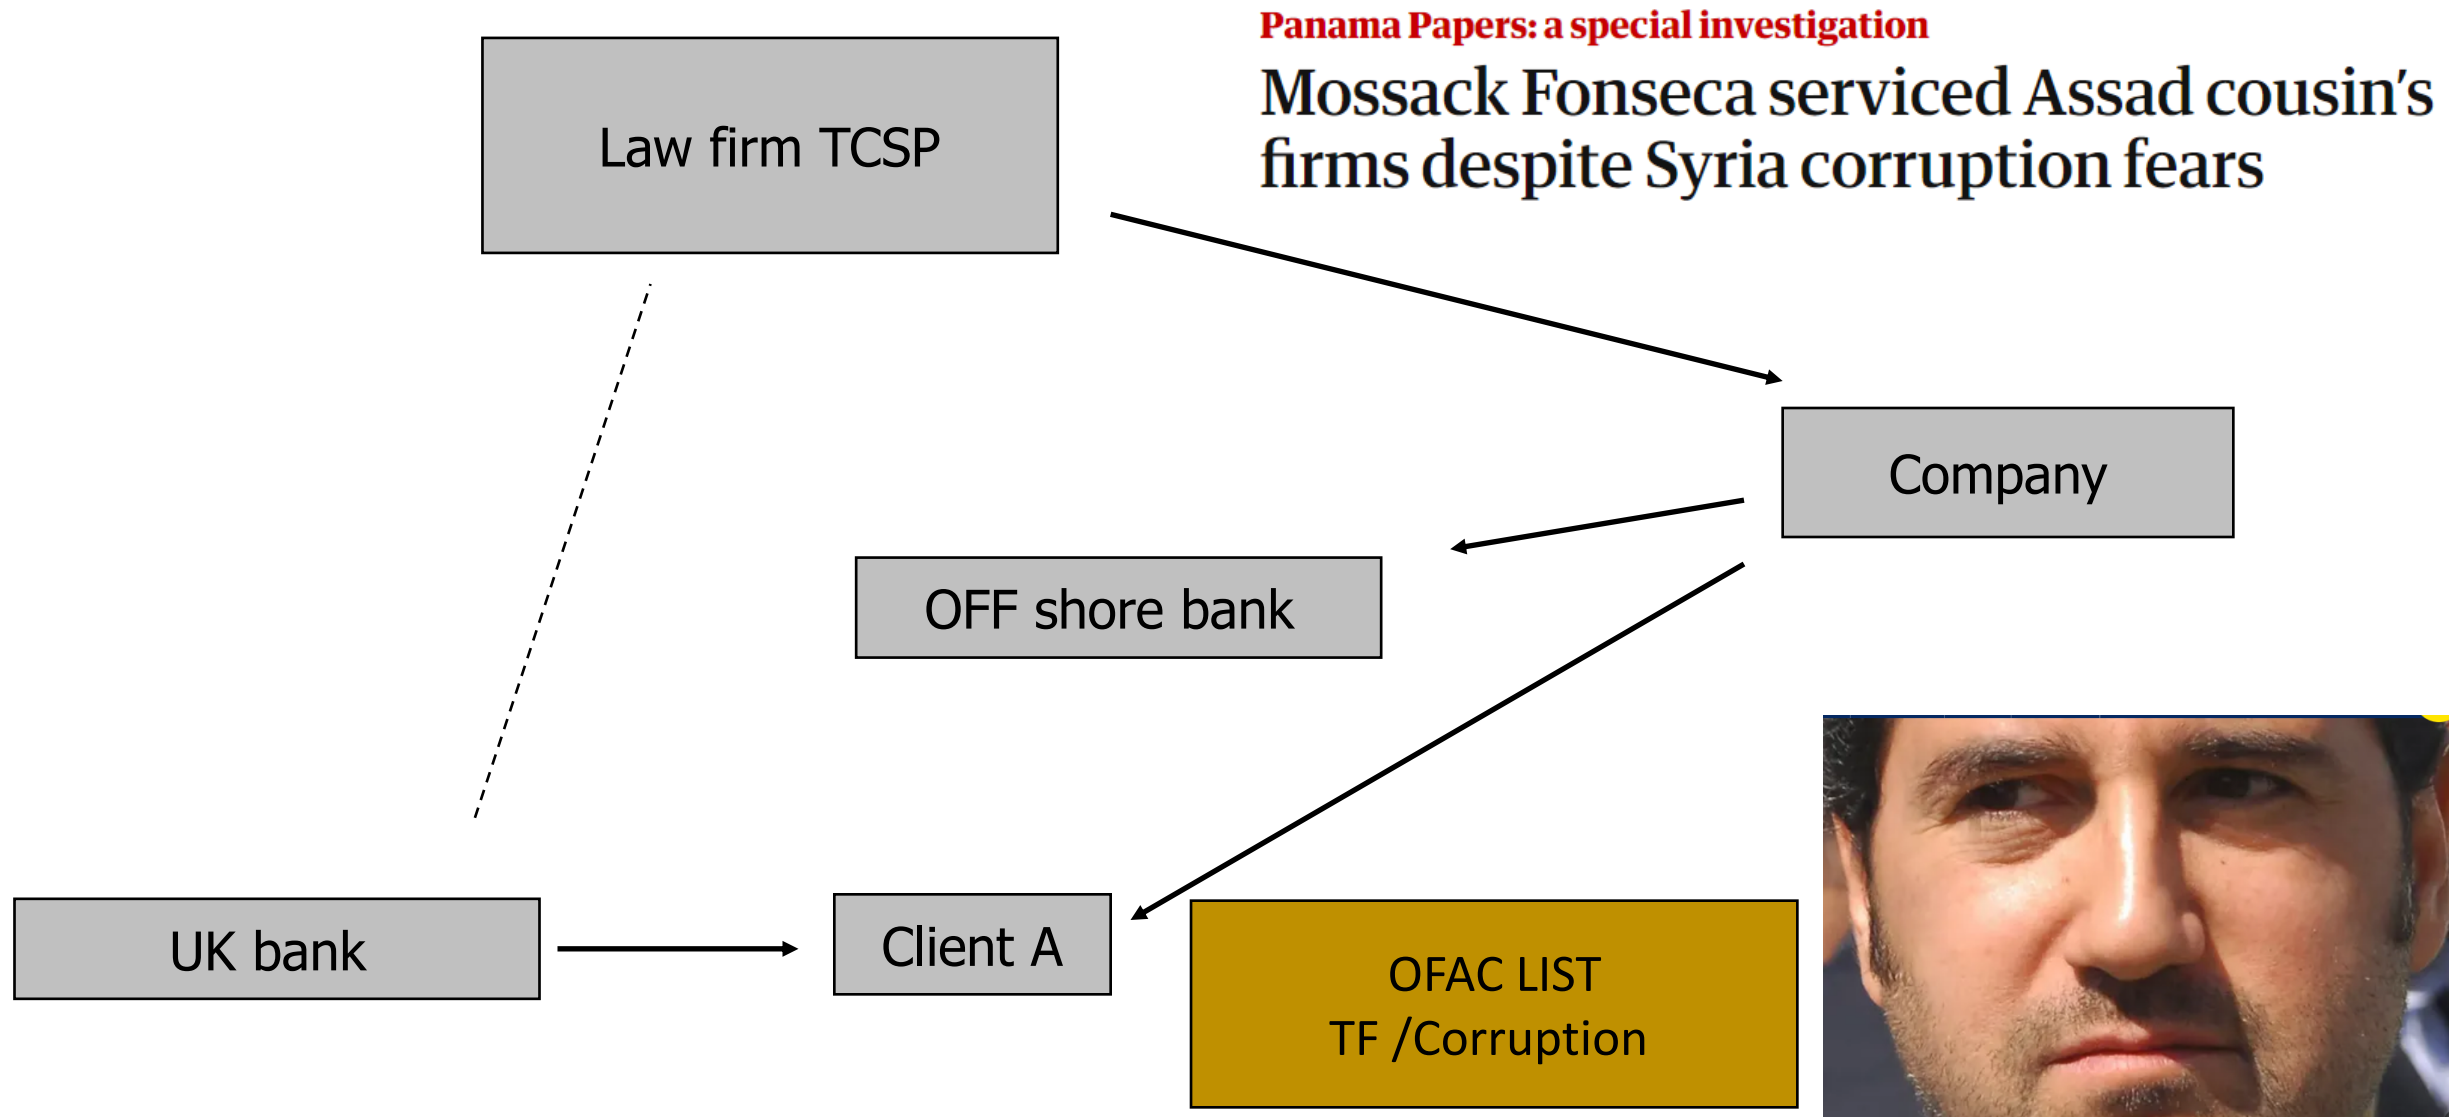 Panama Papers: a special investigation
Mossack Fonseca serviced Assad cousin's
firms despite Syria corruption fears
Law firm TCSP
Company
OFF shore bank
UK bank
Client A
OFAC LIST
TF /Corruption